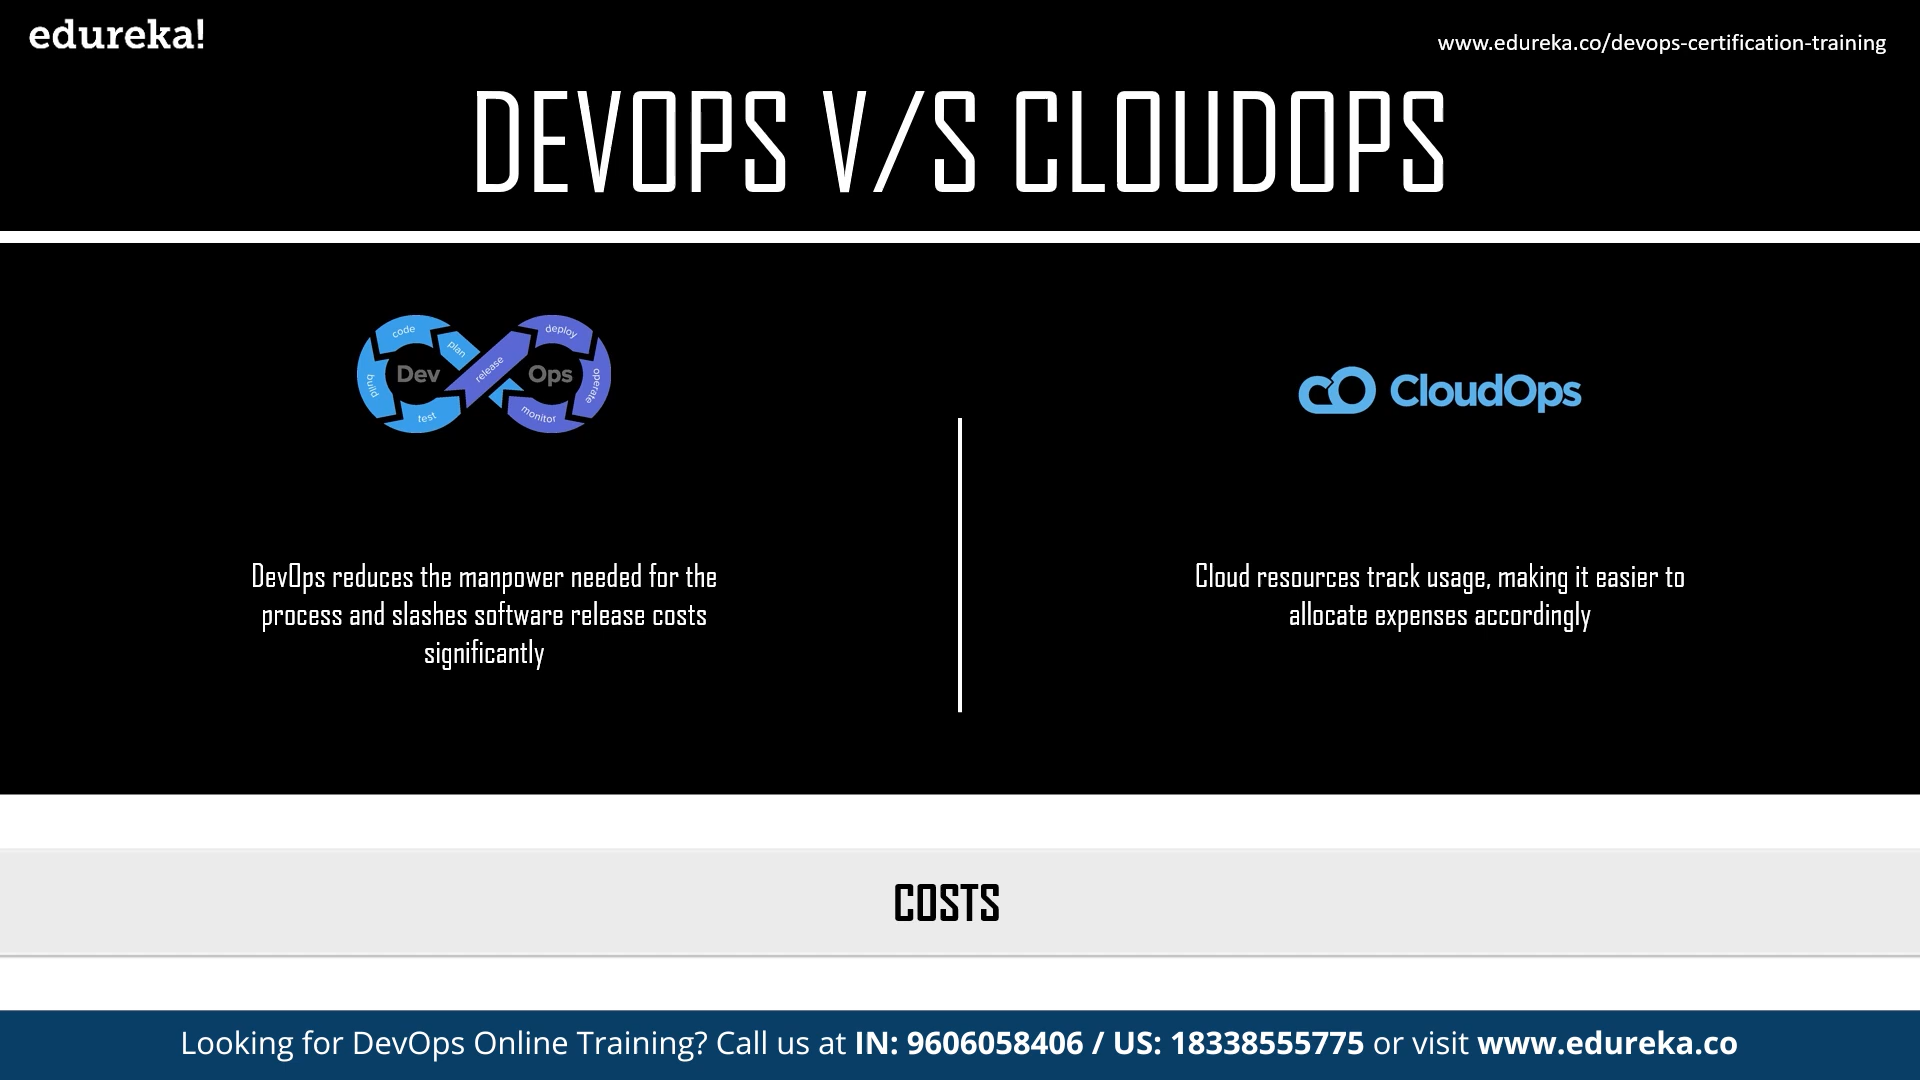 edureka!
www.edureka.co/devops-certification-training
DEVOPS V/S CLOUDOPS
code
plan
build
Dev
test
release
deploy
Ops
operate
monitor
CloudOps
DevOps reduces the manpower needed for the
process and slashes software release costs
significantly
Cloud resources track usage, making it easier to
allocate expenses accordingly
COSTS
Looking for DevOps Online Training? Call us at IN: 9606058406 / US: 18338555775 or visit www.edureka.co